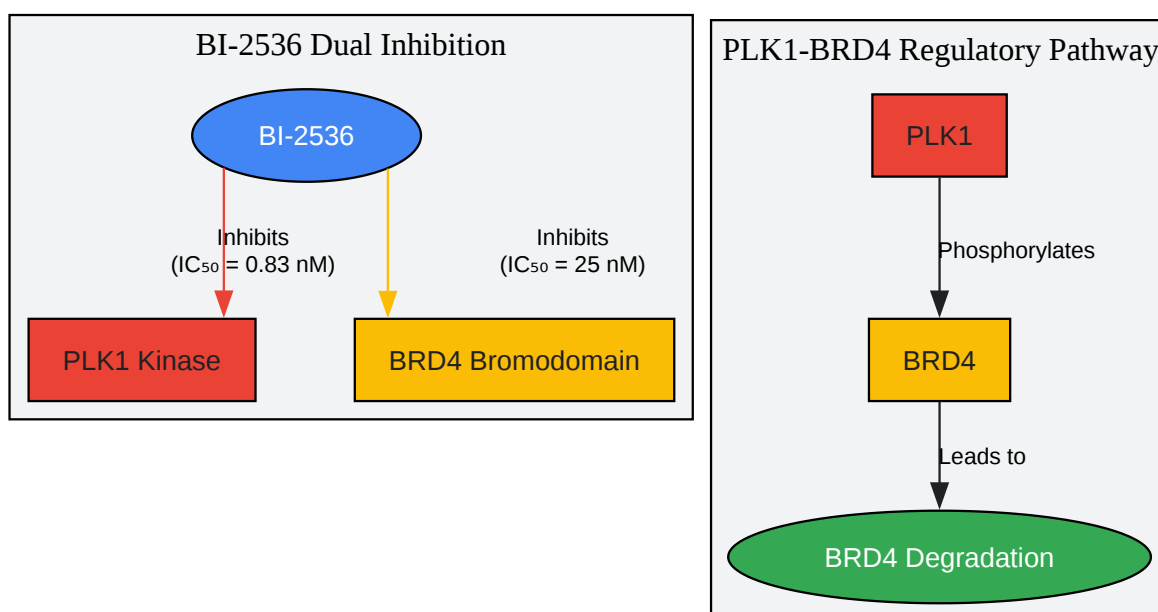 BI-2536 Dual Inhibition
BI-2536
Inhibits
(IC₅₀ = 0.83 nM)
Inhibits
(IC₅₀ = 25 nM)
PLK1 Kinase
BRD4 Bromodomain
PLK1-BRD4 Regulatory Pathway
PLK1
Phosphorylates
BRD4
Leads to
BRD4 Degradation